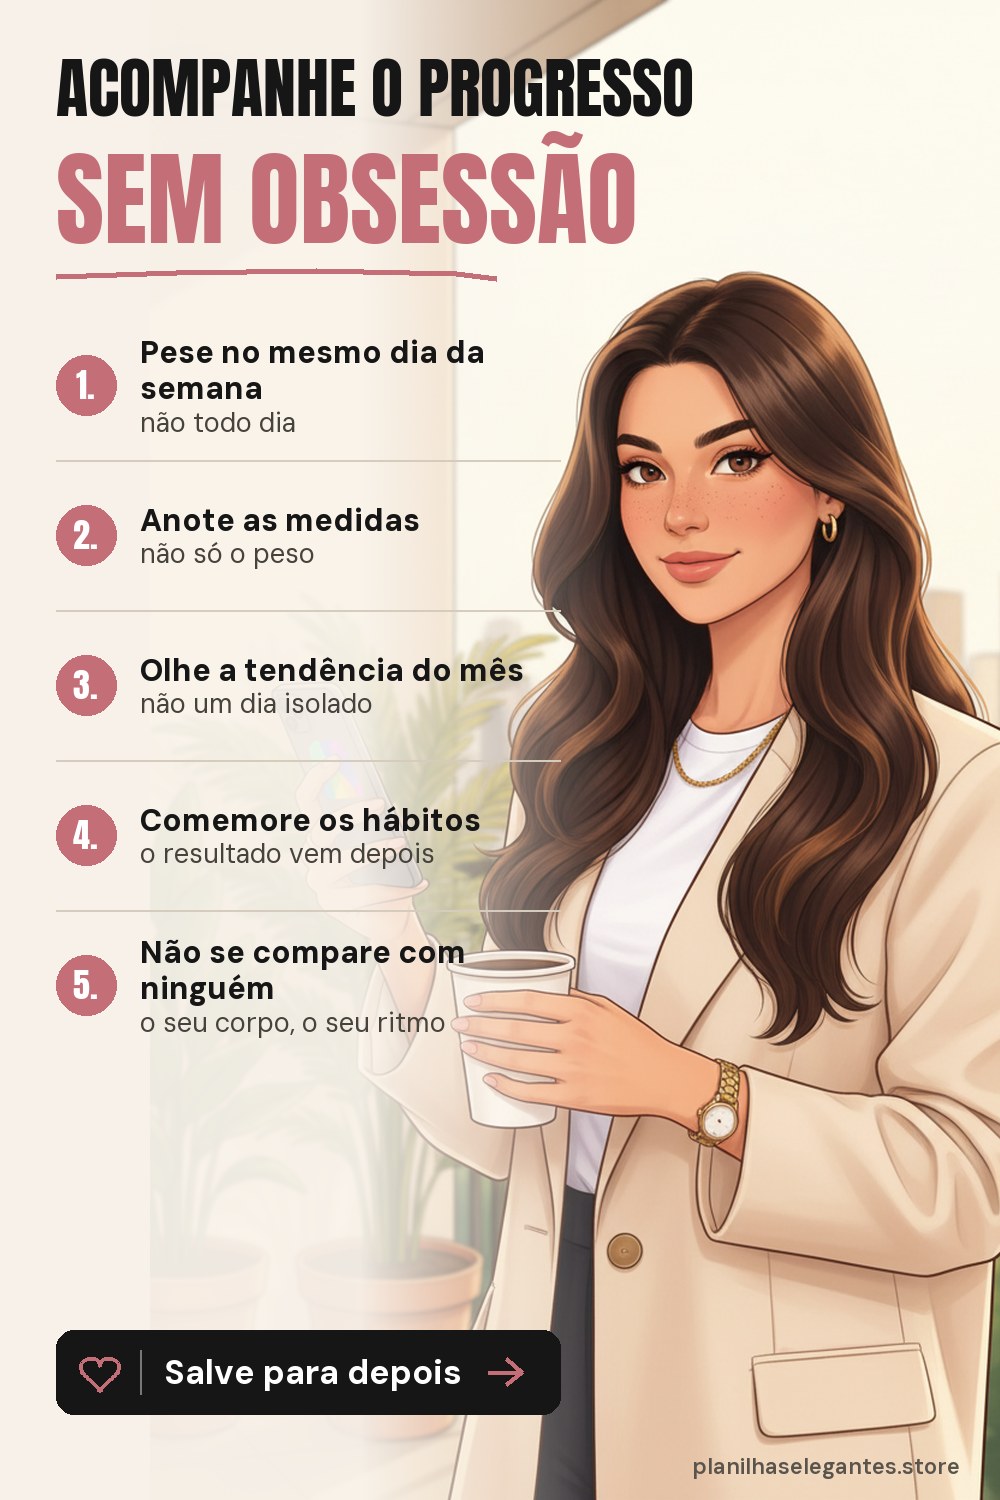 ACOMPANHE O PROGRESSO
SEM OBSESSÃO
1.
Pese no mesmo dia da
semana
não todo dia
2.
Anote as medidas
não só o peso
3.
Olhe a tendência do mês
não um dia isolado
4.
Comemore os hábitos
o resultado vem depois
5.
Não se compare com
ninguém
o seu corpo, o seu ritmo
Salve para depois
planilhaselegantes.store